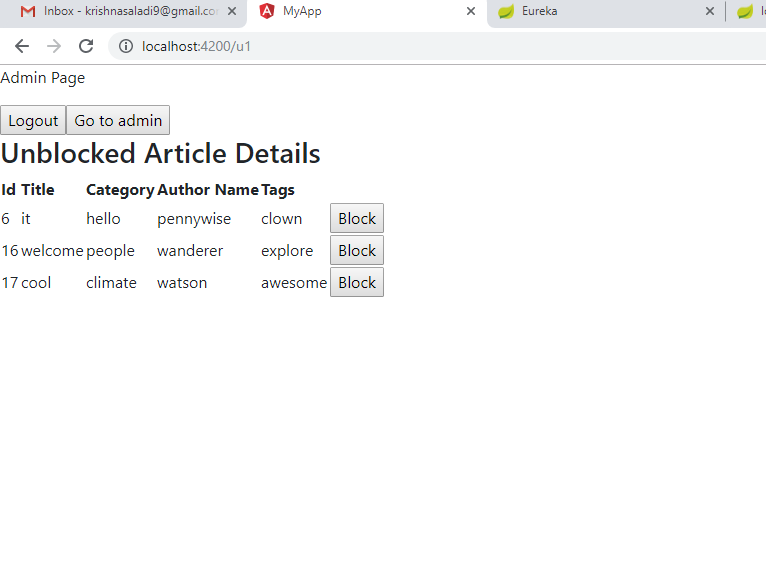 Inbox - krishnasaladi9@gmail.co MyApp Eureka
localhost:4200/u1
Admin Page
Logout Go to admin
Unblocked Article Details
Id Title Category Author Name Tags
6 it hello pennywise clown Block
16 welcome people wanderer explore Block
17 cool climate watson awesome Block